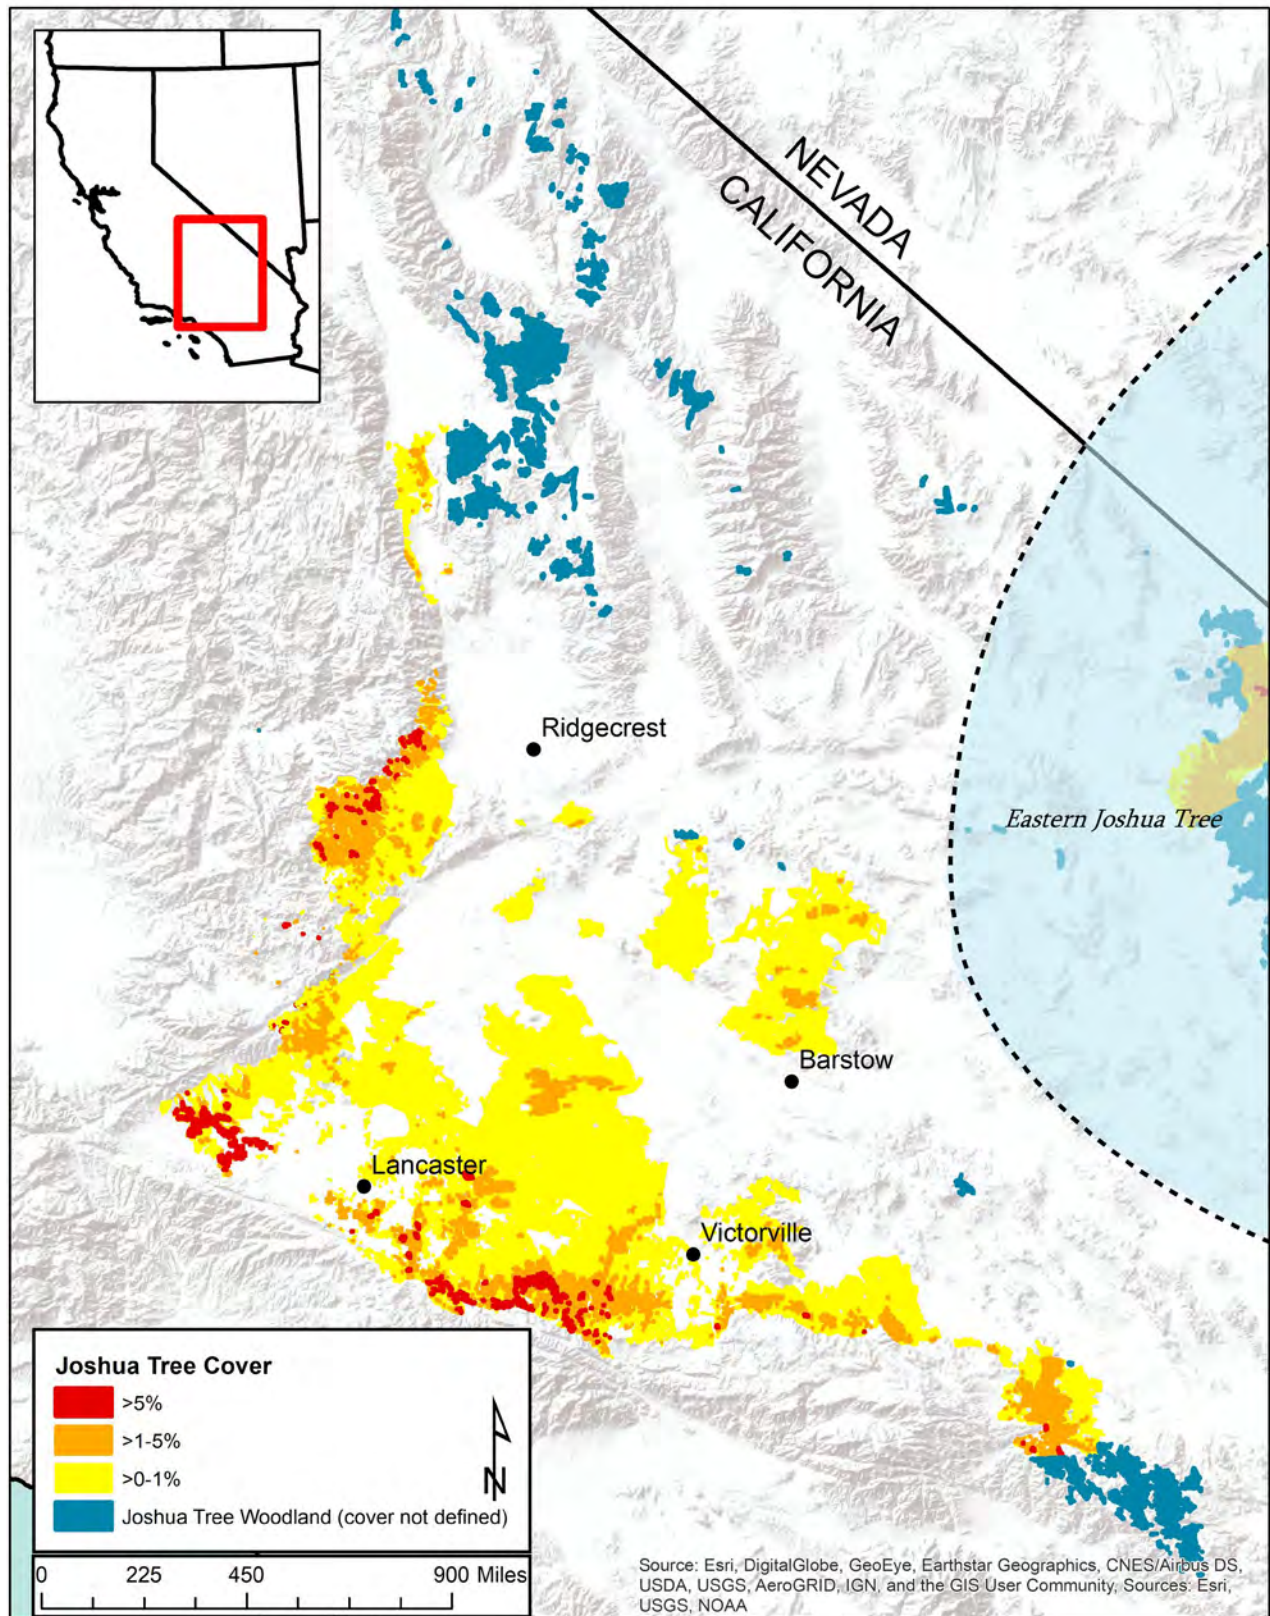 NEVADA
CALIFORNIA
Ridgecrest
Eastern Joshua Tree
Barstow
Lancaster
Victorville
Joshua Tree Cover
>5%
>1-5%
>0-1%
Joshua Tree Woodland (cover not defined)
N
0 225 450 900 Miles
Source: Esri, DigitalGlobe, GeoEye, Earthstar Geographics, CNES/Airbus DS,
USDA, USGS, AeroGRID, IGN, and the GIS User Community, Sources: Esri,
USGS, NOAA